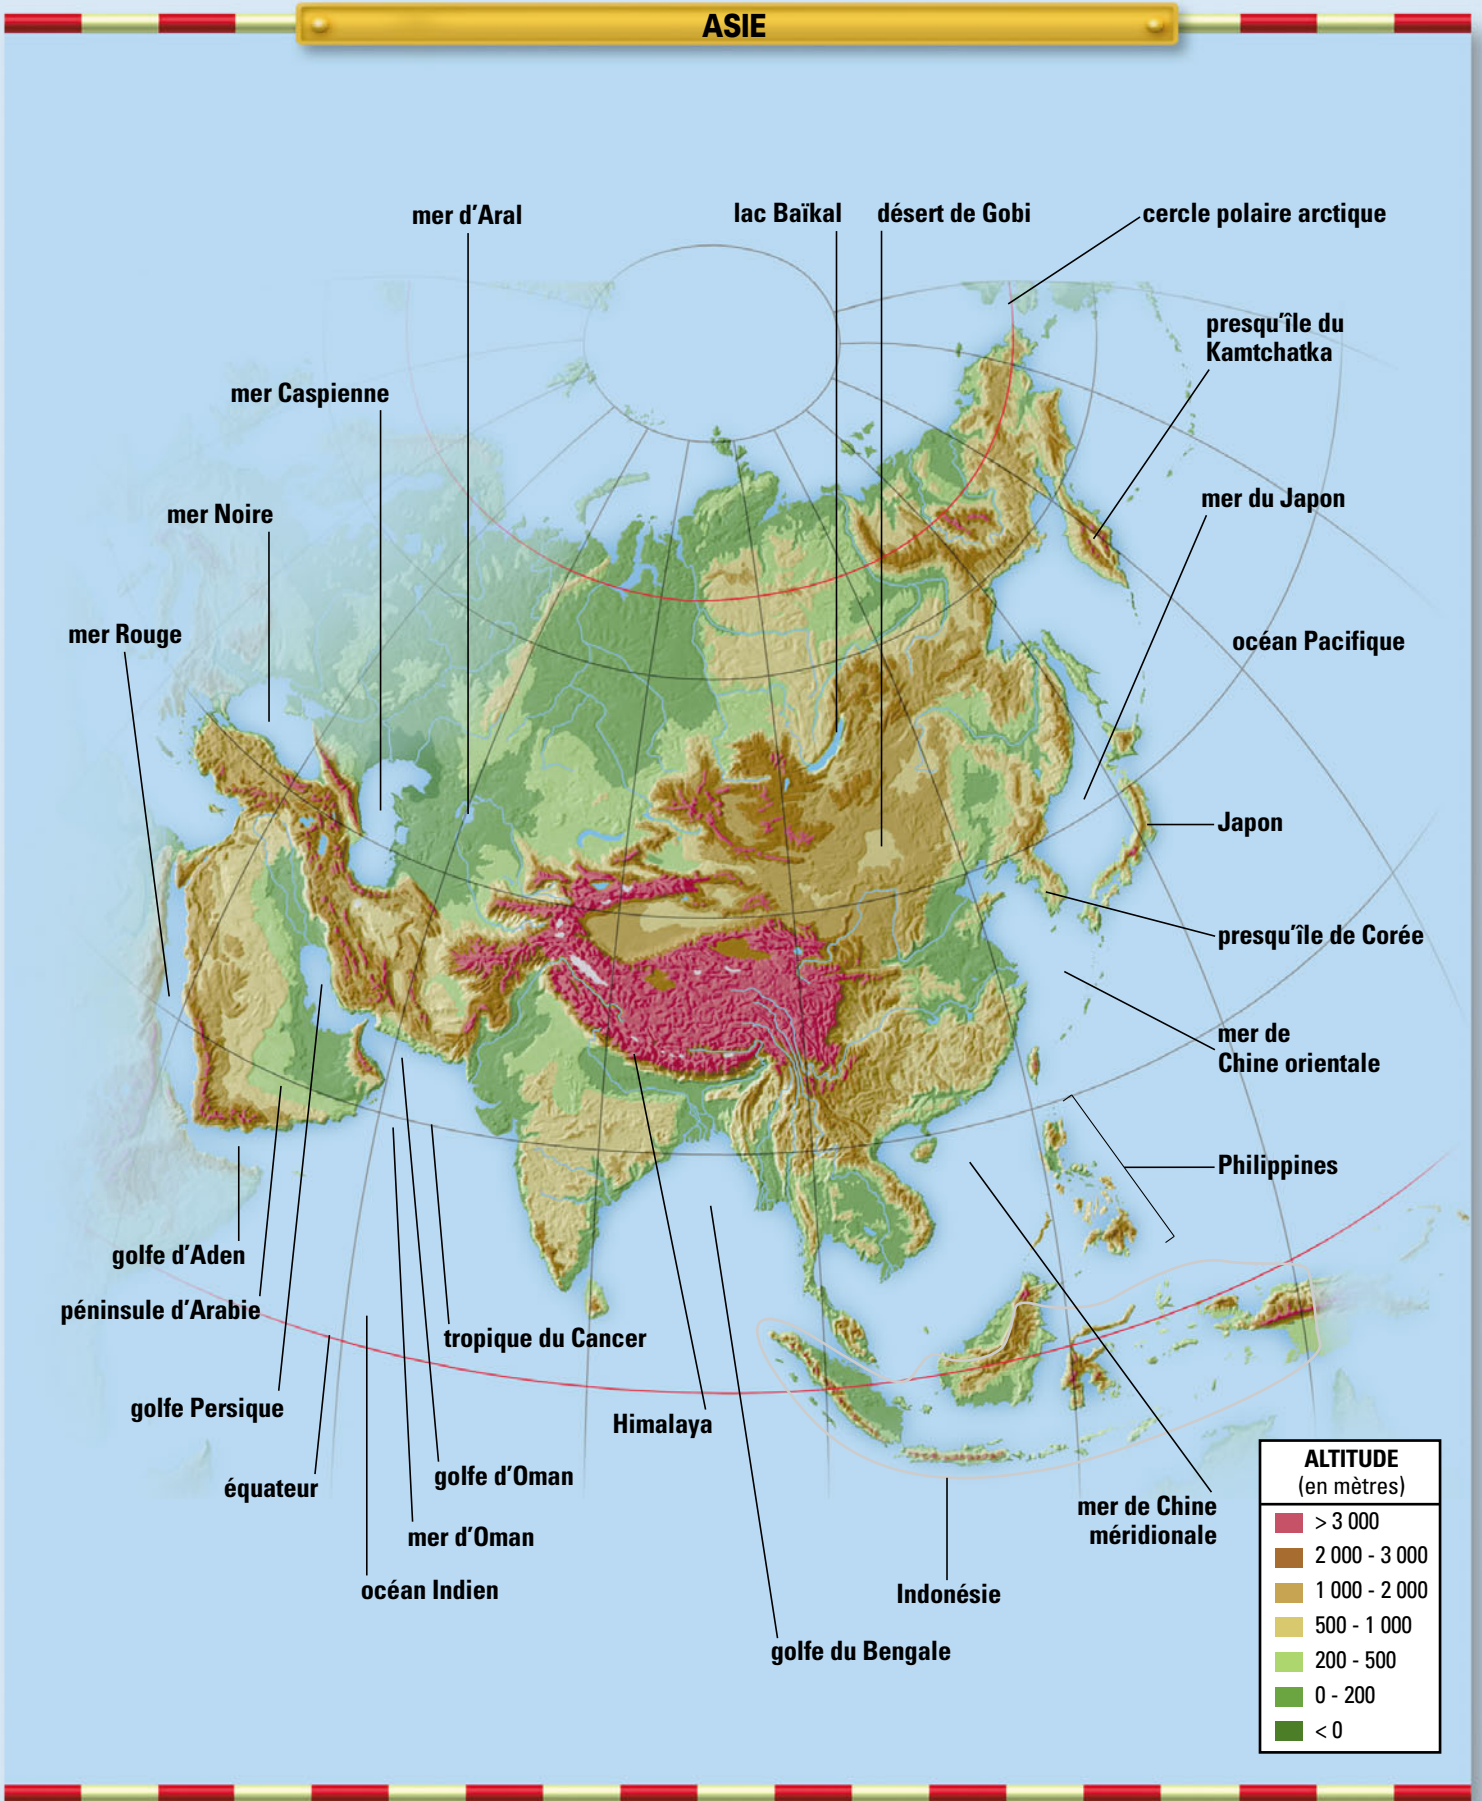 ASIE
mer d’Aral
lac Baïkal
désert de Gobi
cercle polaire arctique
presqu’île du
Kamtchatka
mer Caspienne
mer du Japon
mer Noire
mer Rouge
océan Pacifique
Japon
presqu’île de Corée
mer de
Chine orientale
Philippines
golfe d’Aden
péninsule d’Arabie
tropique du Cancer
golfe Persique
Himalaya
golfe d’Oman
équateur
mer de Chine
méridionale
mer d’Oman
océan Indien
Indonésie
golfe du Bengale
ALTITUDE
(en mètres)
> 3 000
2 000 - 3 000
1 000 - 2 000
500 - 1 000
200 - 500
0 - 200
< 0